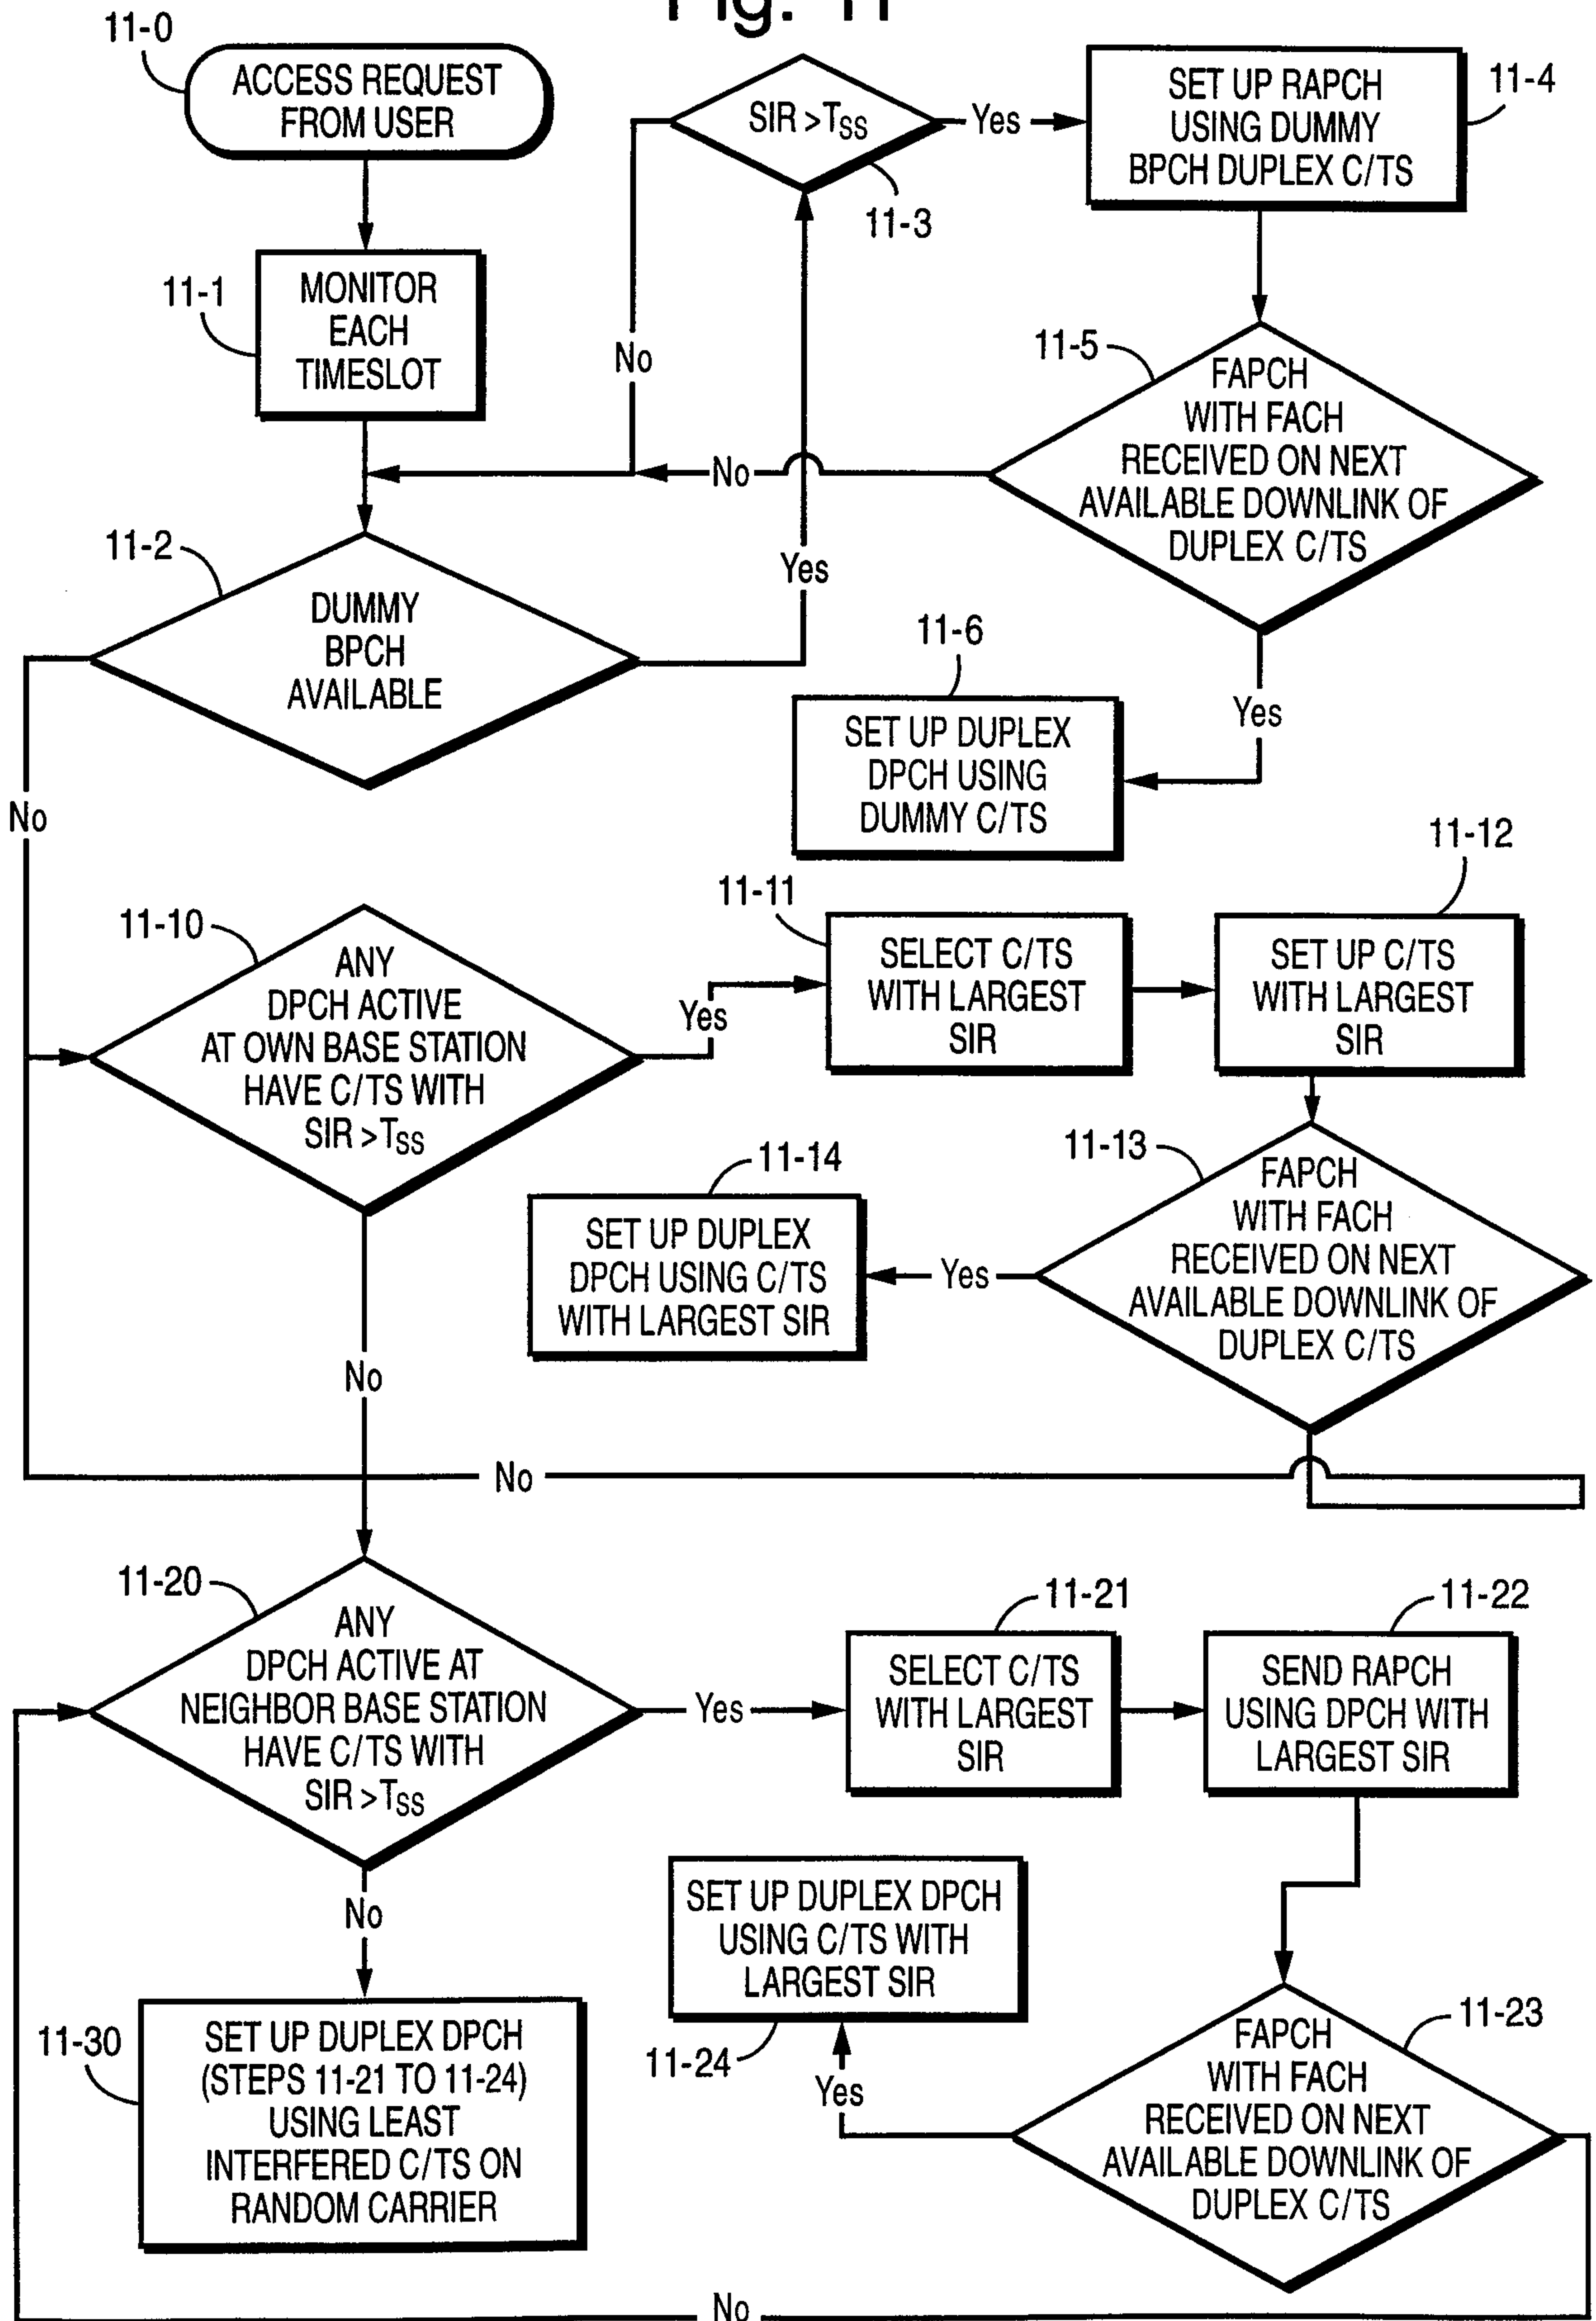 Fig. 11
11-0
ACCESS REQUEST
FROM USER
SIR >TSS
11-3
Yes
SET UP RAPCH
USING DUMMY
BPCH DUPLEX C/TS
11-4
11-1
MONITOR
EACH
TIMESLOT
No
11-5
FAPCH
WITH FACH
RECEIVED ON NEXT
AVAILABLE DOWNLINK OF
DUPLEX C/TS
No
11-2
DUMMY
BPCH
AVAILABLE
Yes
11-6
SET UP DUPLEX
DPCH USING
DUMMY C/TS
Yes
No
11-10
ANY
DPCH ACTIVE
AT OWN BASE STATION
HAVE C/TS WITH
SIR >TSS
Yes
11-11
SELECT C/TS
WITH LARGEST
SIR
11-12
SET UP C/TS
WITH LARGEST
SIR
11-14
SET UP DUPLEX
DPCH USING C/TS
WITH LARGEST SIR
Yes
11-13
FAPCH
WITH FACH
RECEIVED ON NEXT
AVAILABLE DOWNLINK OF
DUPLEX C/TS
No
No
11-20
ANY
DPCH ACTIVE AT
NEIGHBOR BASE STATION
HAVE C/TS WITH
SIR >TSS
Yes
11-21
SELECT C/TS
WITH LARGEST
SIR
11-22
SEND RAPCH
USING DPCH WITH
LARGEST SIR
No
SET UP DUPLEX DPCH
USING C/TS WITH
LARGEST SIR
11-24
Yes
11-23
FAPCH
WITH FACH
RECEIVED ON NEXT
AVAILABLE DOWNLINK OF
DUPLEX C/TS
11-30
SET UP DUPLEX DPCH
(STEPS 11-21 TO 11-24)
USING LEAST
INTERFERED C/TS ON
RANDOM CARRIER
No